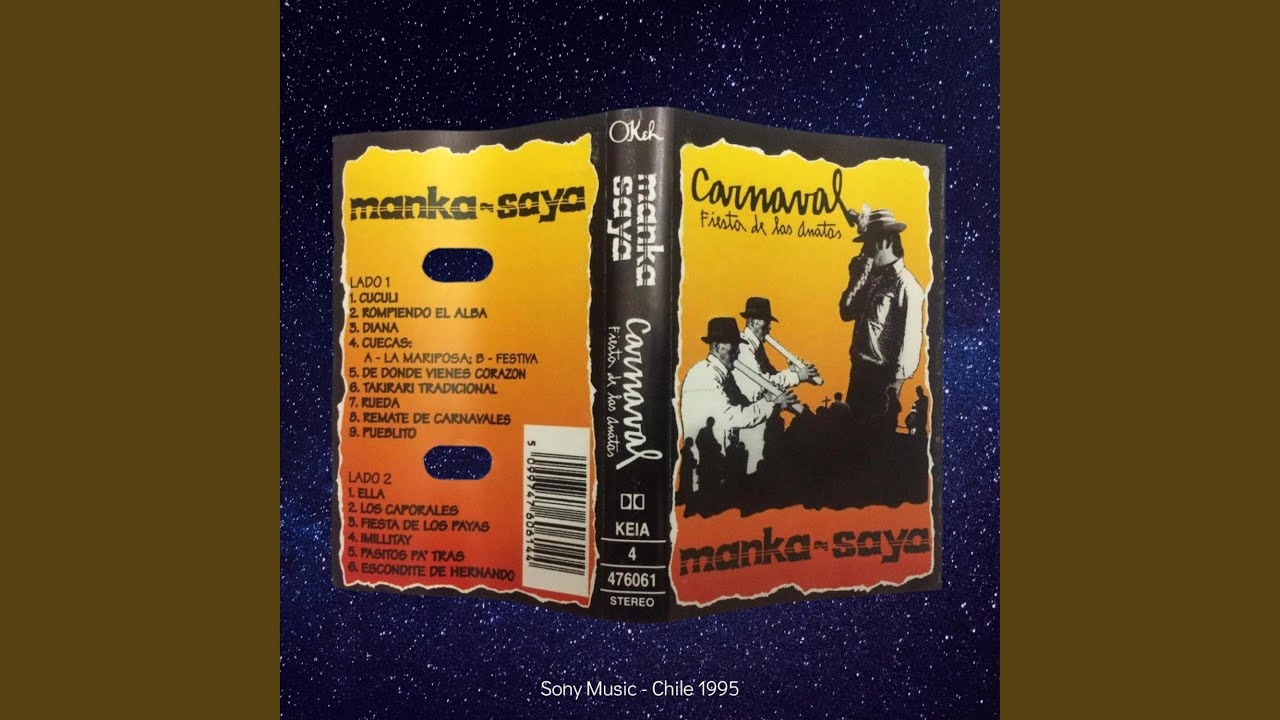 manka~saya
LADO 1
1. CUCULI
2. ROMPIENDO EL ALBA
3. DIANA
4. CUECAS:
A - LA MARIPOSA; B - FESTIVA
5. DE DONDE VIENES CORAZON
6. TAKIRARI TRADICIONAL
7. RUEDA
8. REMATE DE CARNAVALES
9. PUEBLITO
LADO 2
1. ELLA
2. LOS CAPORALES
3. FIESTA DE LOS PAYAS
4. IMILLITAY
5. PASITOS PA' TRAS
6. ESCONDITE DE HERNANDO
5 099747 606144
OKeh
manka
saya
Carnaval
Fiesta de las Anatas
KEIA
4
476061
STEREO
Carnaval
Fiesta de las Anatas
manka~saya
Sony Music - Chile 1995